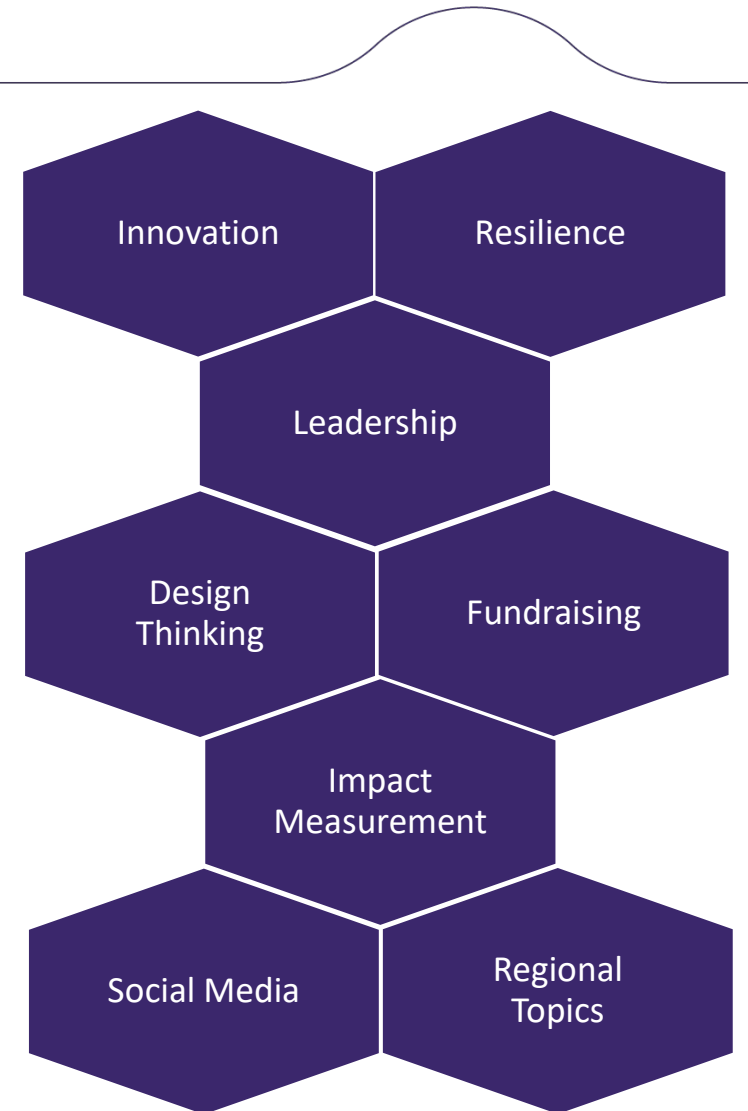 Innovation
Resilience
Leadership
Design
Thinking
Fundraising
Impact
Measurement
Social Media
Regional
Topics